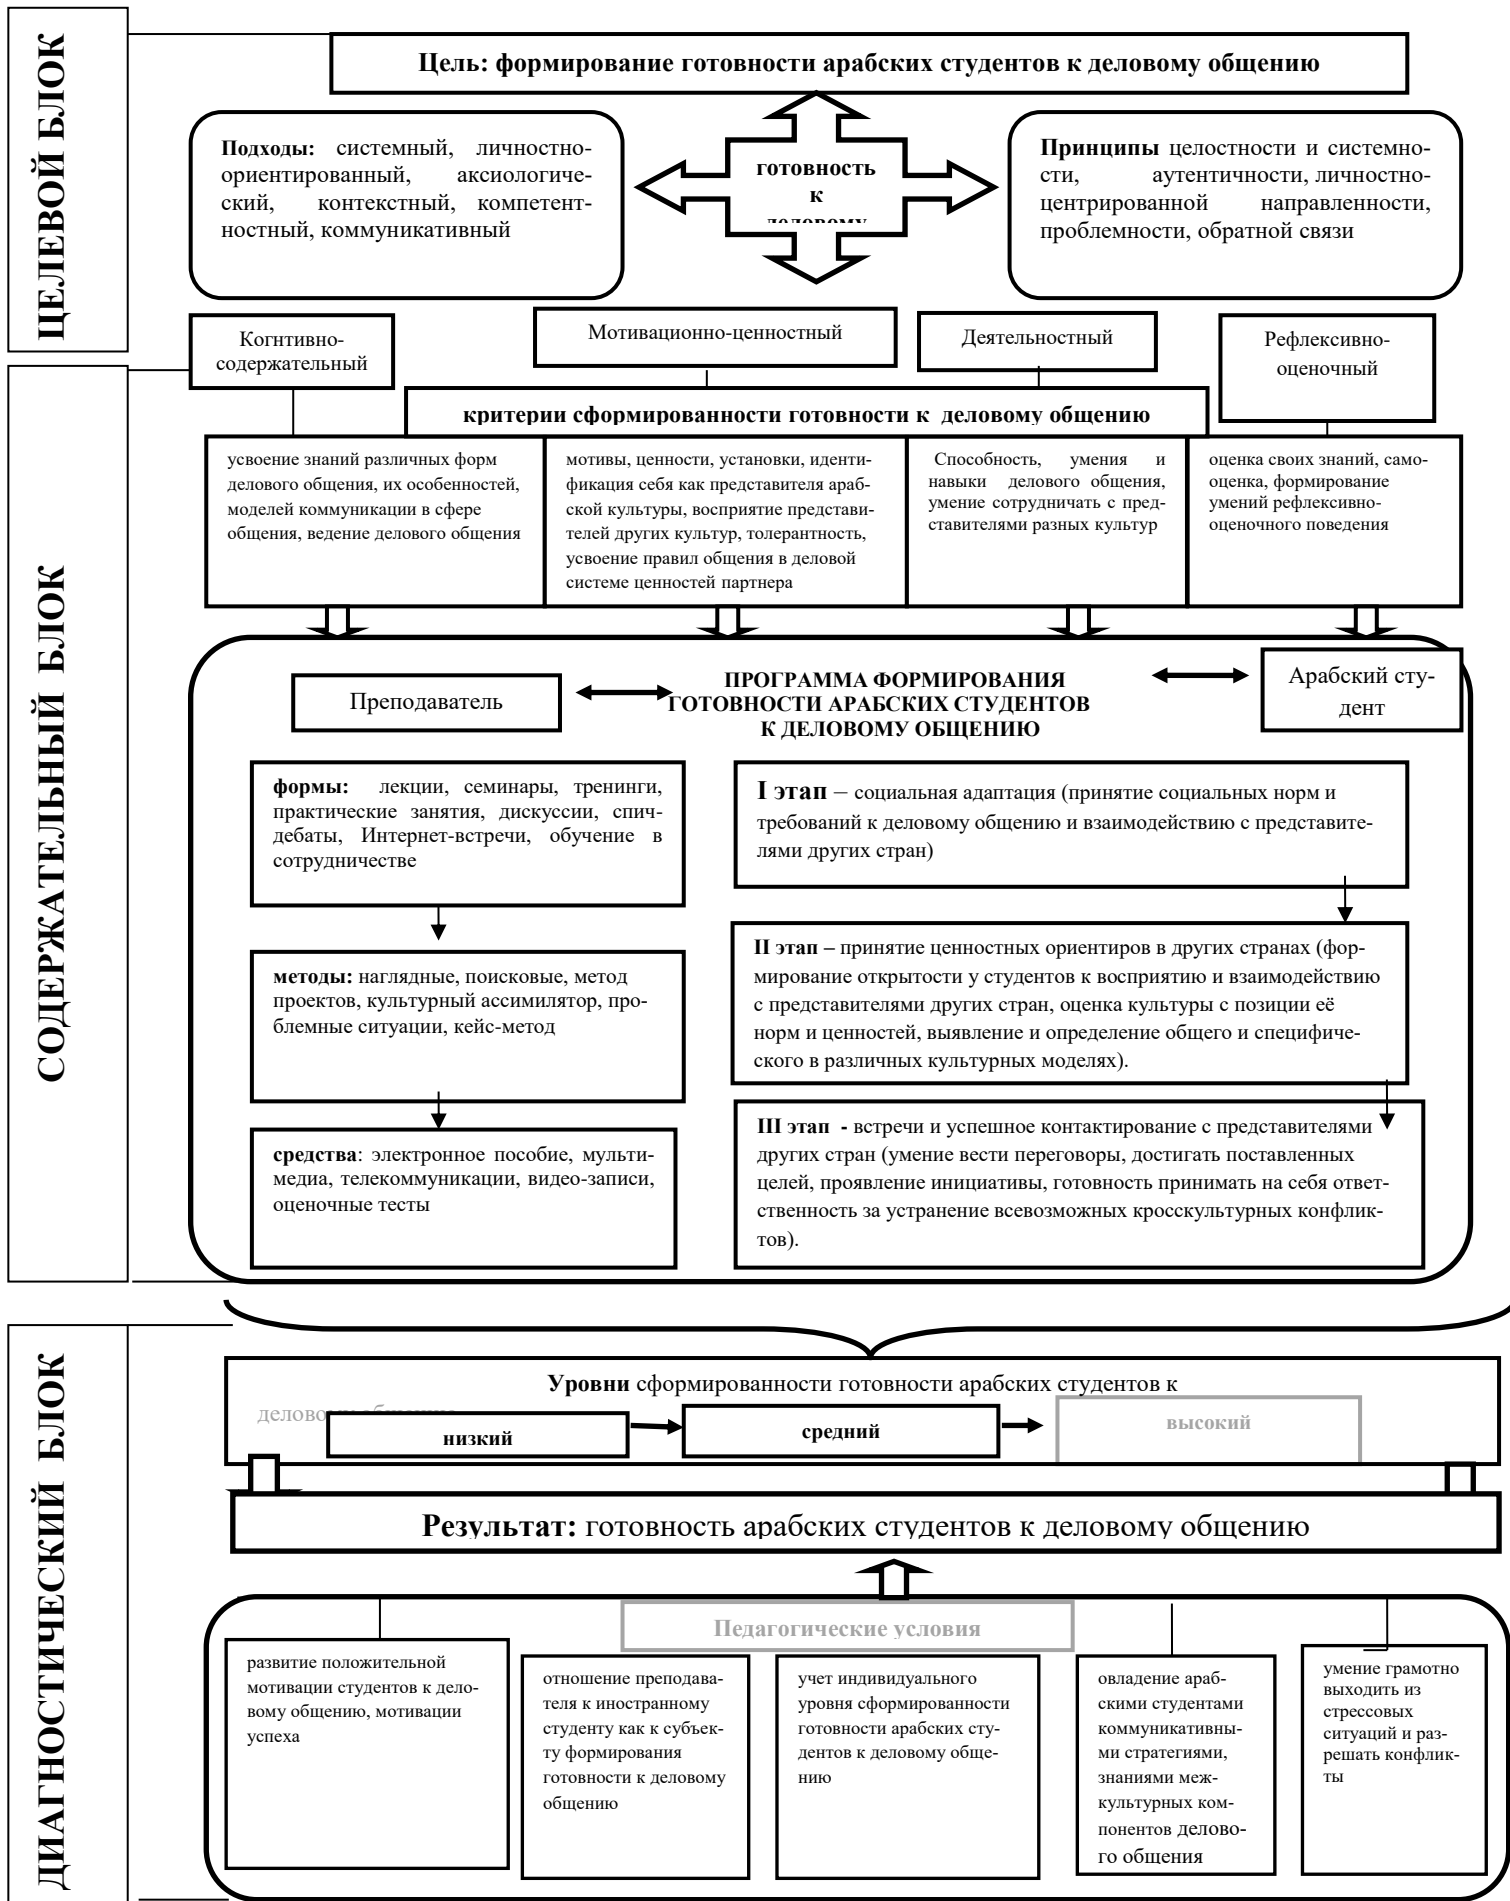 ЦЕЛЕВОЙ БЛОК
Цель: формирование готовности арабских студентов к деловому общению
Подходы: системный, личностно-
ориентированный, аксиологиче-
ский, контекстный, компетент-
ностный, коммуникативный
готовность
к
деловому
Принципы целостности и системно-
сти, аутентичности, личностно-
центрированной направленности,
проблемности, обратной связи
Когнтивно-
содержательный
Мотивационно-ценностный
Деятельностный
Рефлексивно-
оценочный
СОДЕРЖАТЕЛЬНЫЙ БЛОК
критерии сформированности готовности к деловому общению
усвоение знаний различных форм
делового общения, их особенностей,
моделей коммуникации в сфере
общения, ведение делового общения
мотивы, ценности, установки, иденти-
фикация себя как представителя араб-
ской культуры, восприятие представи-
телей других культур, толерантность,
усвоение правил общения в деловой
системе ценностей партнера
Способность, умения и
навыки делового общения,
умение сотрудничать с пред-
ставителями разных культур
оценка своих знаний, само-
оценка, формирование
умений рефлексивно-
оценочного поведения
Преподаватель
ПРОГРАММА ФОРМИРОВАНИЯ
ГОТОВНОСТИ АРАБСКИХ СТУДЕНТОВ
К ДЕЛОВОМУ ОБЩЕНИЮ
Арабский сту-
дент
формы: лекции, семинары, тренинги,
практические занятия, дискуссии, спич-
дебаты, Интернет-встречи, обучение в
сотрудничестве
методы: наглядные, поисковые, метод
проектов, культурный ассимилятор, про-
блемные ситуации, кейс-метод
средства: электронное пособие, мульти-
медиа, телекоммуникации, видео-записи,
оценочные тесты
I этап – социальная адаптация (принятие социальных норм и
требований к деловому общению и взаимодействию с представите-
лями других стран)
II этап – принятие ценностных ориентиров в других странах (фор-
мирование открытости у студентов к восприятию и взаимодействию
с представителями других стран, оценка культуры с позиции её
норм и ценностей, выявление и определение общего и специфиче-
ского в различных культурных моделях).
III этап - встречи и успешное контактирование с представителями
других стран (умение вести переговоры, достигать поставленных
целей, проявление инициативы, готовность принимать на себя ответ-
ственность за устранение всевозможных кросскультурных конфлик-
тов).
ДИАГНОСТИЧЕСКИЙ БЛОК
Уровни сформированности готовности арабских студентов к
деловому общению
низкий
средний
высокий
Результат: готовность арабских студентов к деловому общению
Педагогические условия
развитие положительной
мотивации студентов к дело-
вому общению, мотивации
успеха
отношение преподава-
теля к иностранному
студенту как к субъек-
ту формирования
готовности к деловому
общению
учет индивидуального
уровня сформированности
готовности арабских сту-
дентов к деловому обще-
нию
овладение араб-
скими студентами
коммуникативны-
ми стратегиями,
знаниями меж-
культурных ком-
понентов делово-
го общения
умение грамотно
выходить из
стрессовых
ситуаций и раз-
решать конфлик-
ты